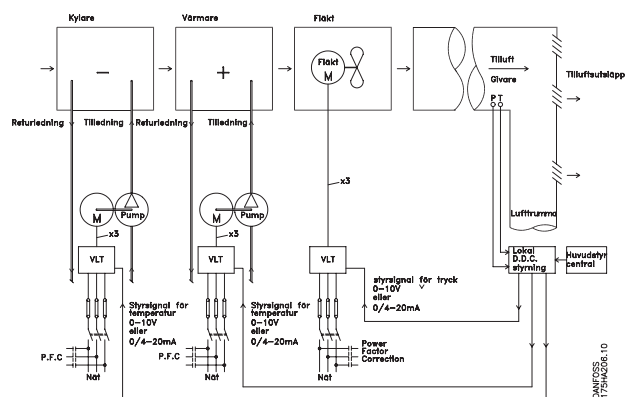 Kylare
Värmare
Fläkt
−
+
Fläkt
M
Tilluft
Givare
P T
Tilluftsutsläpp
Returledning
Tilledning
Returledning
Tilledning
M
Pump
M
Pump
x3
x3
x3
Lufttrumma
VLT
VLT
VLT
Lokal
D.D.C.
styrning
Huvudstyr
central
Styrsignal för
temperatur
0-10V
eller
0/4-20mA
Styrsignal för
temperatur
0-10V
eller
0/4-20mA
styrsignal för tryck
0-10V
eller
0/4-20mA
P.F.C
Nät
P.F.C
Nät
Power
Factor
Correction
Nät
DANFOSS
175HA206.10